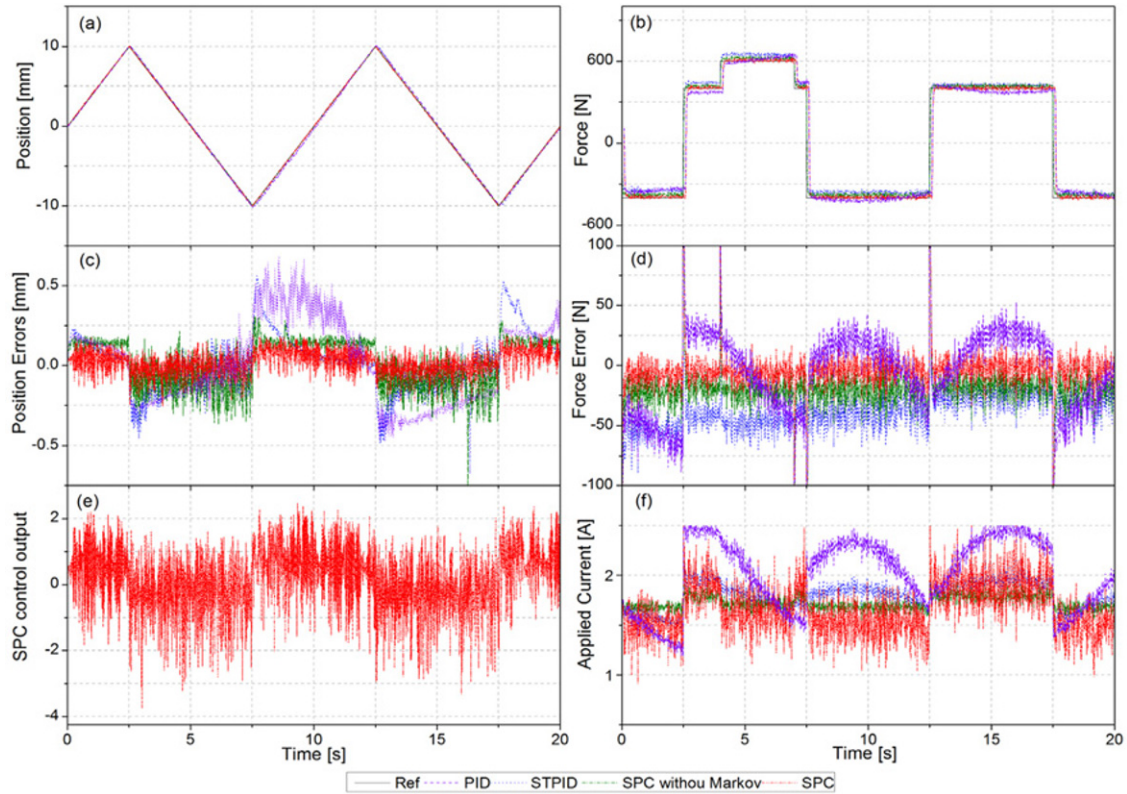 (a)
Position [mm]
10
0
-10
(b)
Force [N]
600
0
-600
(c)
Position Errors [mm]
0.5
0.0
-0.5
(d)
Force Error [N]
100
50
0
-50
-100
(e)
SPC control output
2
0
-2
-4
0 5 10 15 20
Time [s]
(f)
Applied Current [A]
2
1
0 5 10 15 20
Time [s]
Ref PID STPID SPC withou Markov SPC